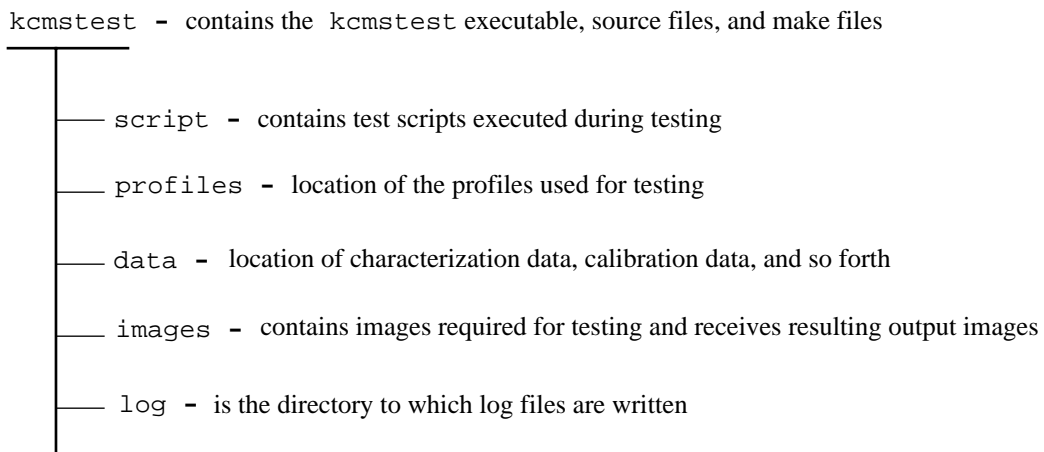 kcmstest - contains the kcmstest executable, source files, and make files
script - contains test scripts executed during testing
profiles - location of the profiles used for testing
data - location of characterization data, calibration data, and so forth
images - contains images required for testing and receives resulting output images
log - is the directory to which log files are written